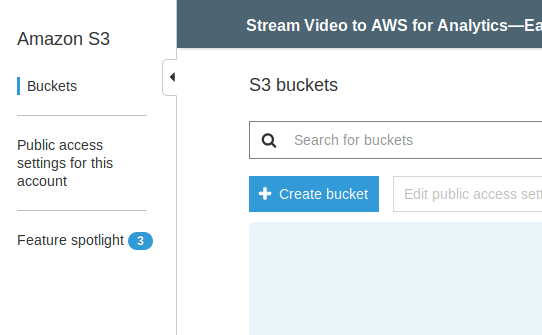 Amazon S3
Buckets
Public access
settings for this
account
Feature spotlight 3
Stream Video to AWS for Analytics—Ea
S3 buckets
Search for buckets
Create bucket
Edit public access sett